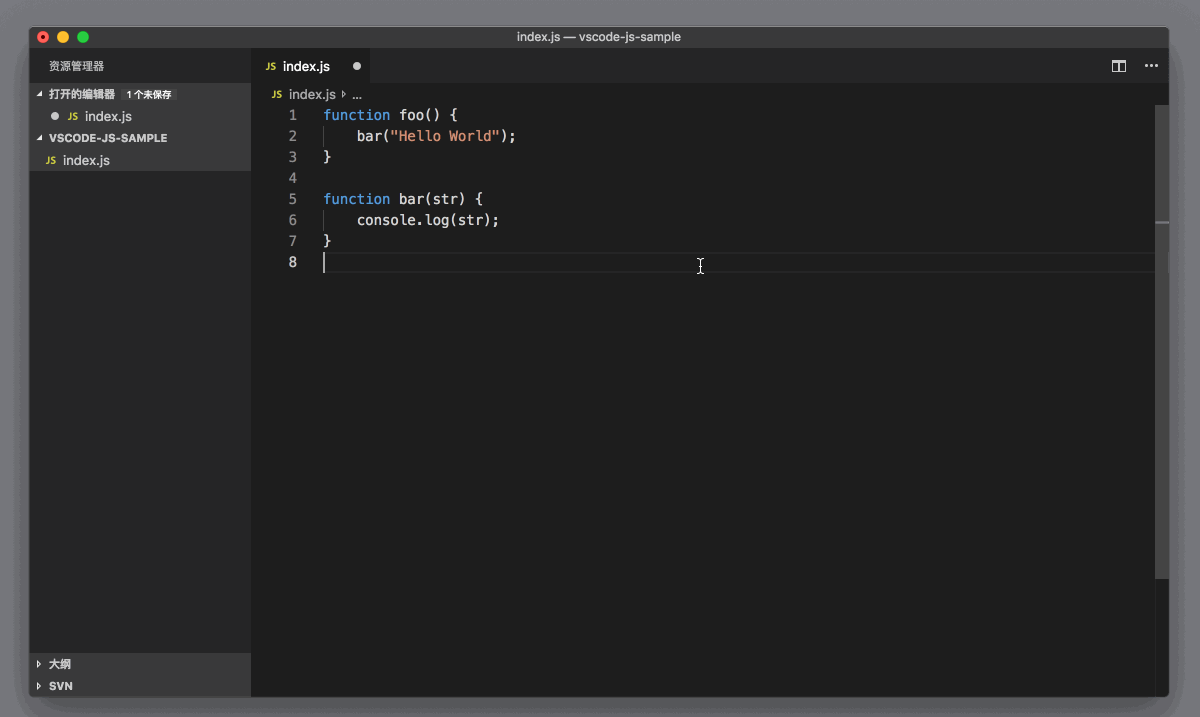 index.js — vscode-js-sample
资源管理器
打开的编辑器 1 个未保存
JS index.js
VSCODE-JS-SAMPLE
JS index.js
大纲
SVN
JS index.js
JS index.js ...
1 function foo() {
2     bar("Hello World");
3 }
4
5 function bar(str) {
6     console.log(str);
7 }
8